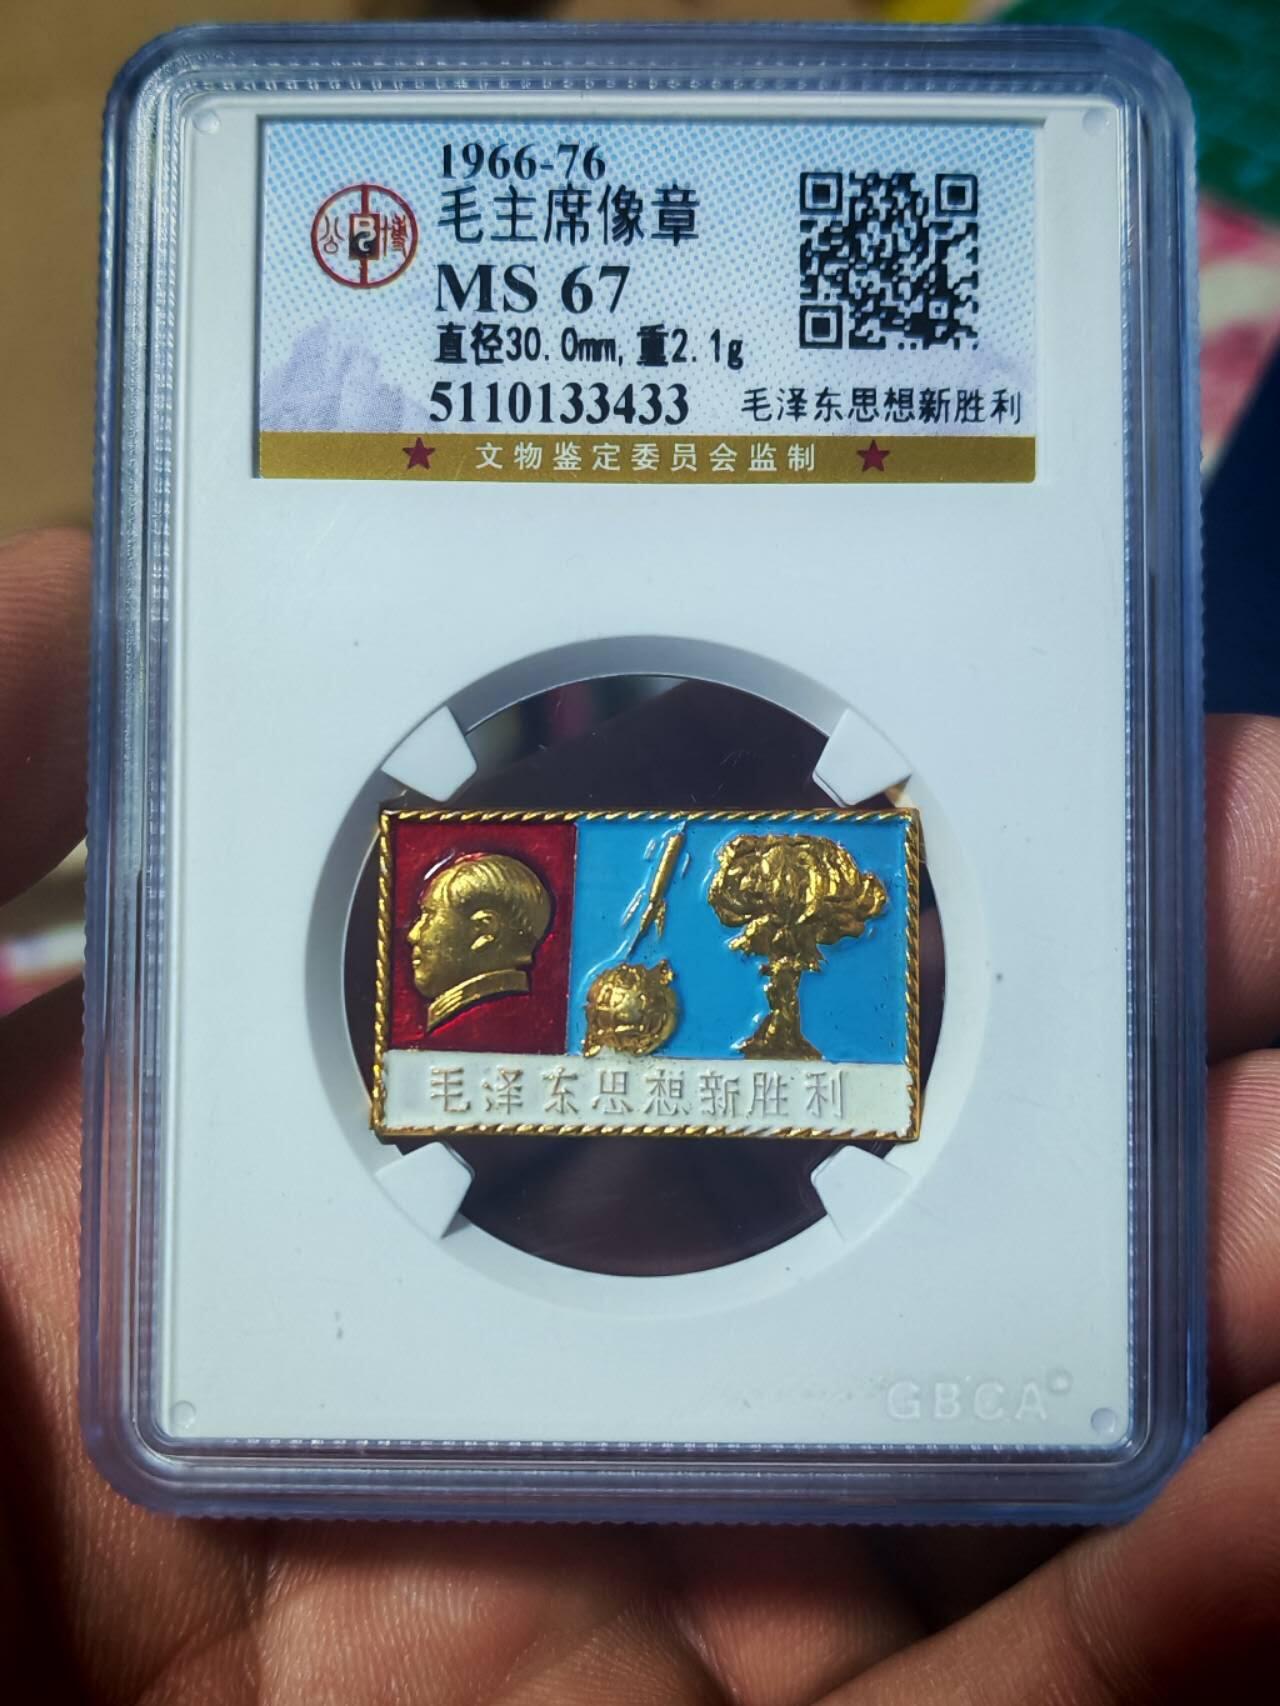 1966-76
毛主席像章
公 博
MS 67
直径30.0mm,重2.1g
5110133433
毛泽东思想新胜利
文物鉴定委员会监制
毛泽东思想新胜利
GBCA